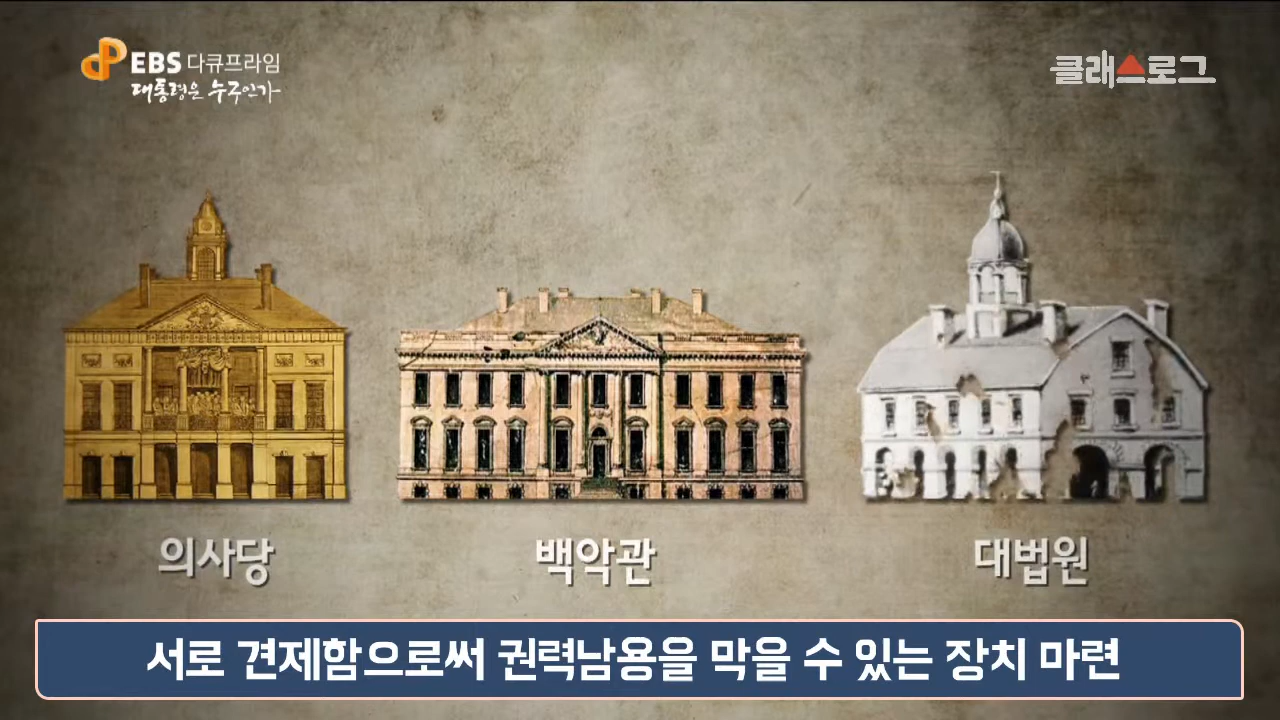 EBS 다큐프라임
대통령은 누구인가
클래스로그
의사당
백악관
대법원
서로 견제함으로써 권력남용을 막을 수 있는 장치 마련